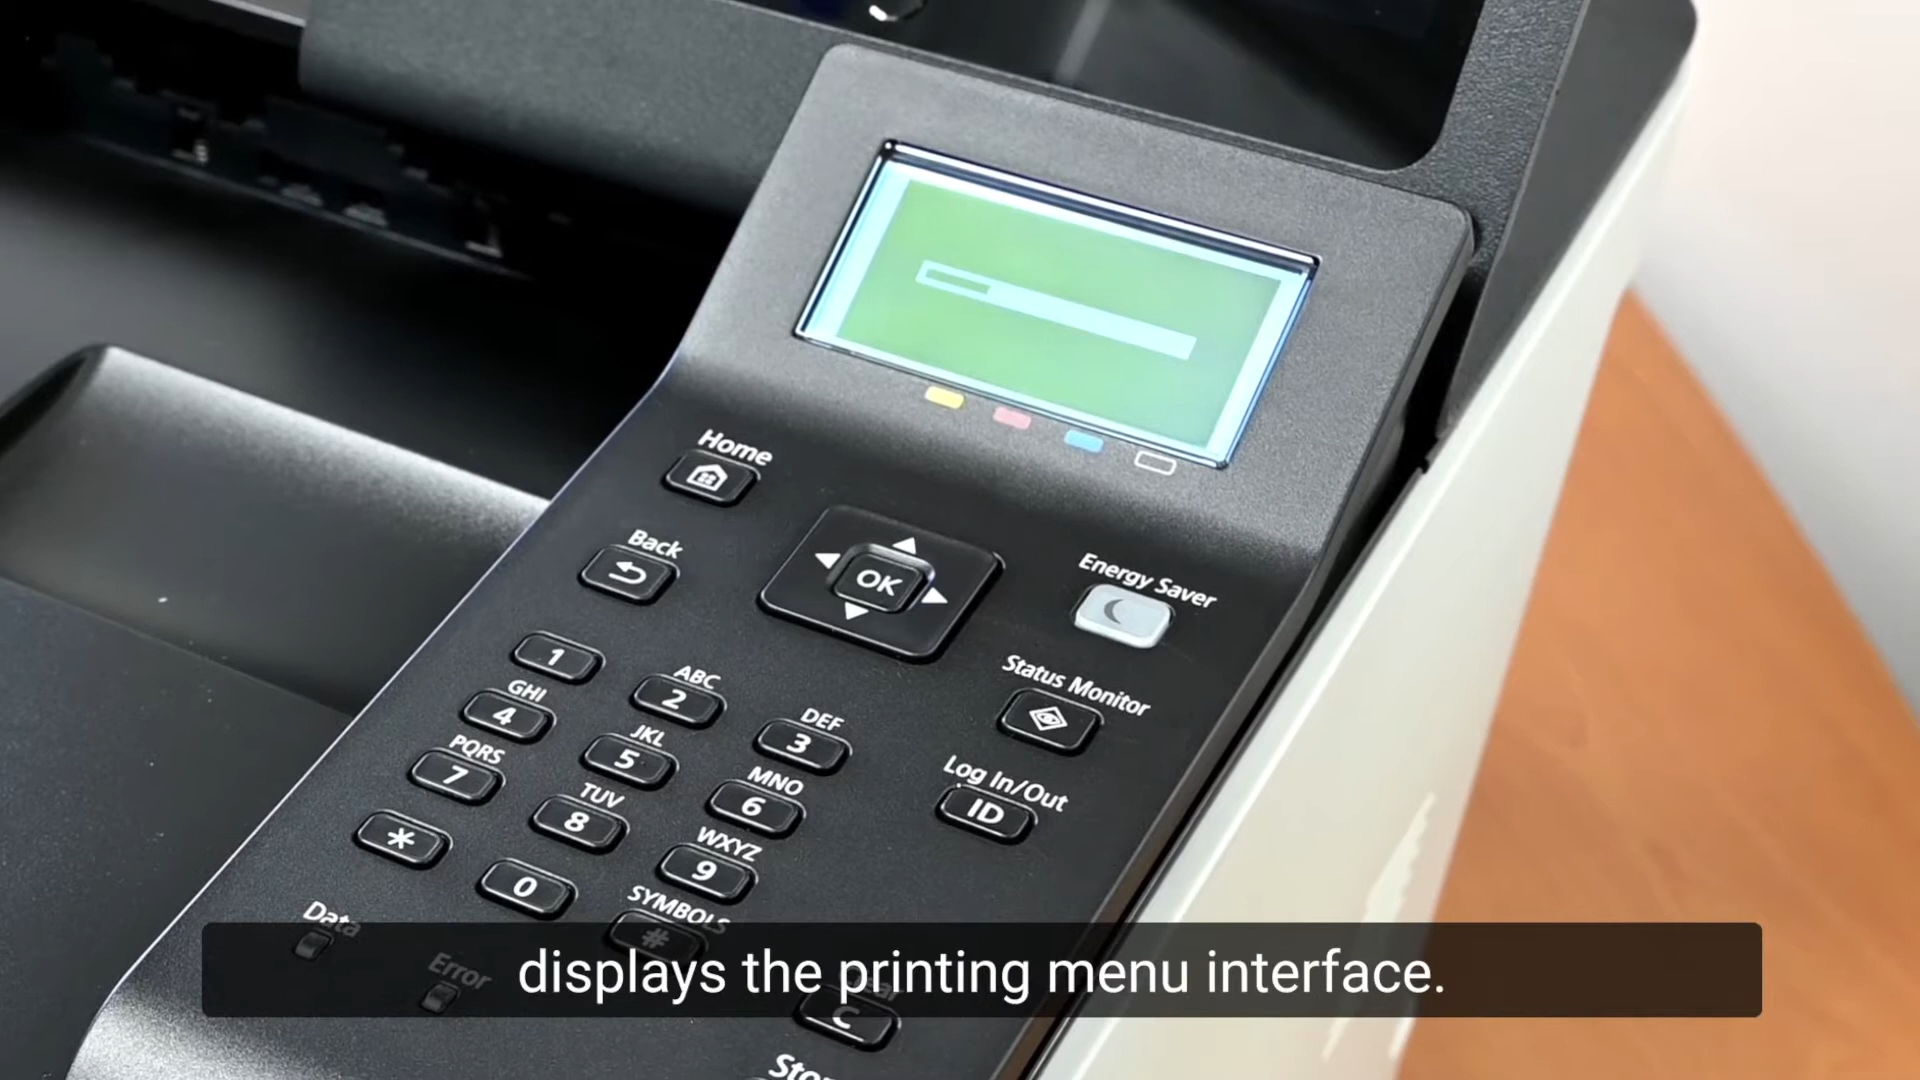 Home
Back
OK
Energy Saver
Status Monitor
Log In/Out
ID
1
ABC
2
DEF
3
GHI
4
JKL
5
MNO
6
PQRS
7
TUV
8
WXYZ
9
*
0
SYMBOLS
#
Data
Error
C
displays the printing menu interface.